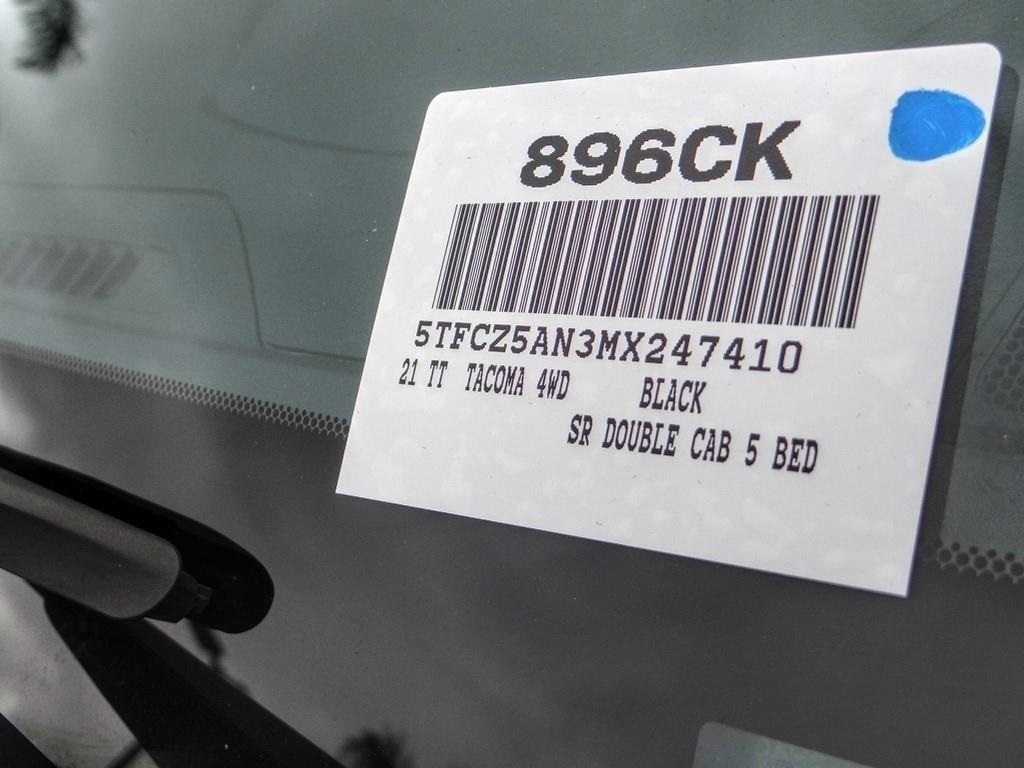 896CK
5TFCZ5AN3MX247410
21 TT TACOMA 4WD BLACK
SR DOUBLE CAB 5 BED